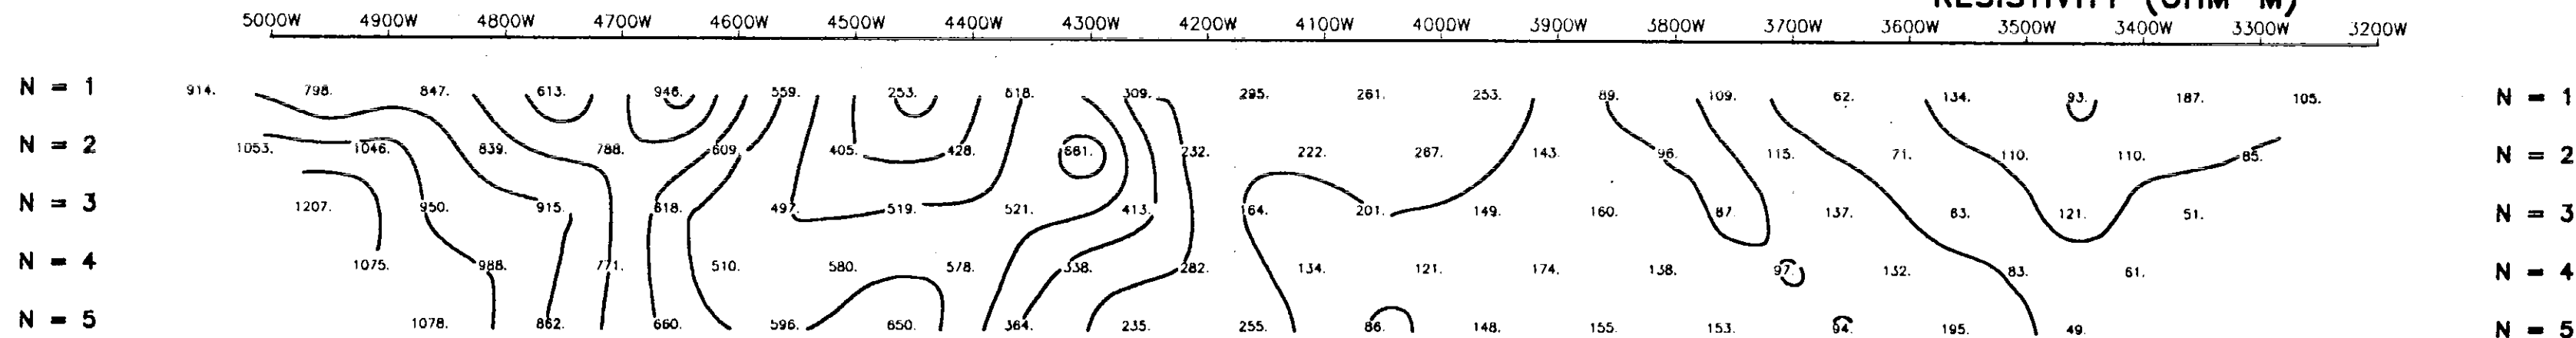 RESISTIVITY (OHM M)
5000W 4900W 4800W 4700W 4600W 4500W 4400W 4300W 4200W 4100W 4000W 3900W 3800W 3700W 3600W 3500W 3400W 3300W 3200W
N = 1 914. 798. 847. 613. 946. 559. 253. 618. 309. 295. 261. 253. 89. 109. 62. 134. 93. 187. 105. N = 1
N = 2 1053. 1046. 839. 788. 609. 405. 428. 661. 232. 222. 267. 143. 96. 115. 71. 110. 110. 85. N = 2
N = 3 1207. 950. 915. 618. 497. 519. 521. 413. 164. 201. 149. 160. 87. 137. 83. 121. 51. N = 3
N = 4 1075. 988. 771. 510. 580. 578. 338. 282. 134. 121. 174. 138. 97. 132. 83. 61. N = 4
N = 5 1078. 862. 660. 596. 650. 364. 235. 255. 86. 148. 155. 153. 94. 195. 49. N = 5